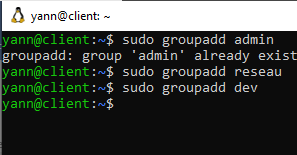 yann@client: ~
yann@client:~$ sudo groupadd admin
groupadd: group 'admin' already exist
yann@client:~$ sudo groupadd reseau
yann@client:~$ sudo groupadd dev
yann@client:~$